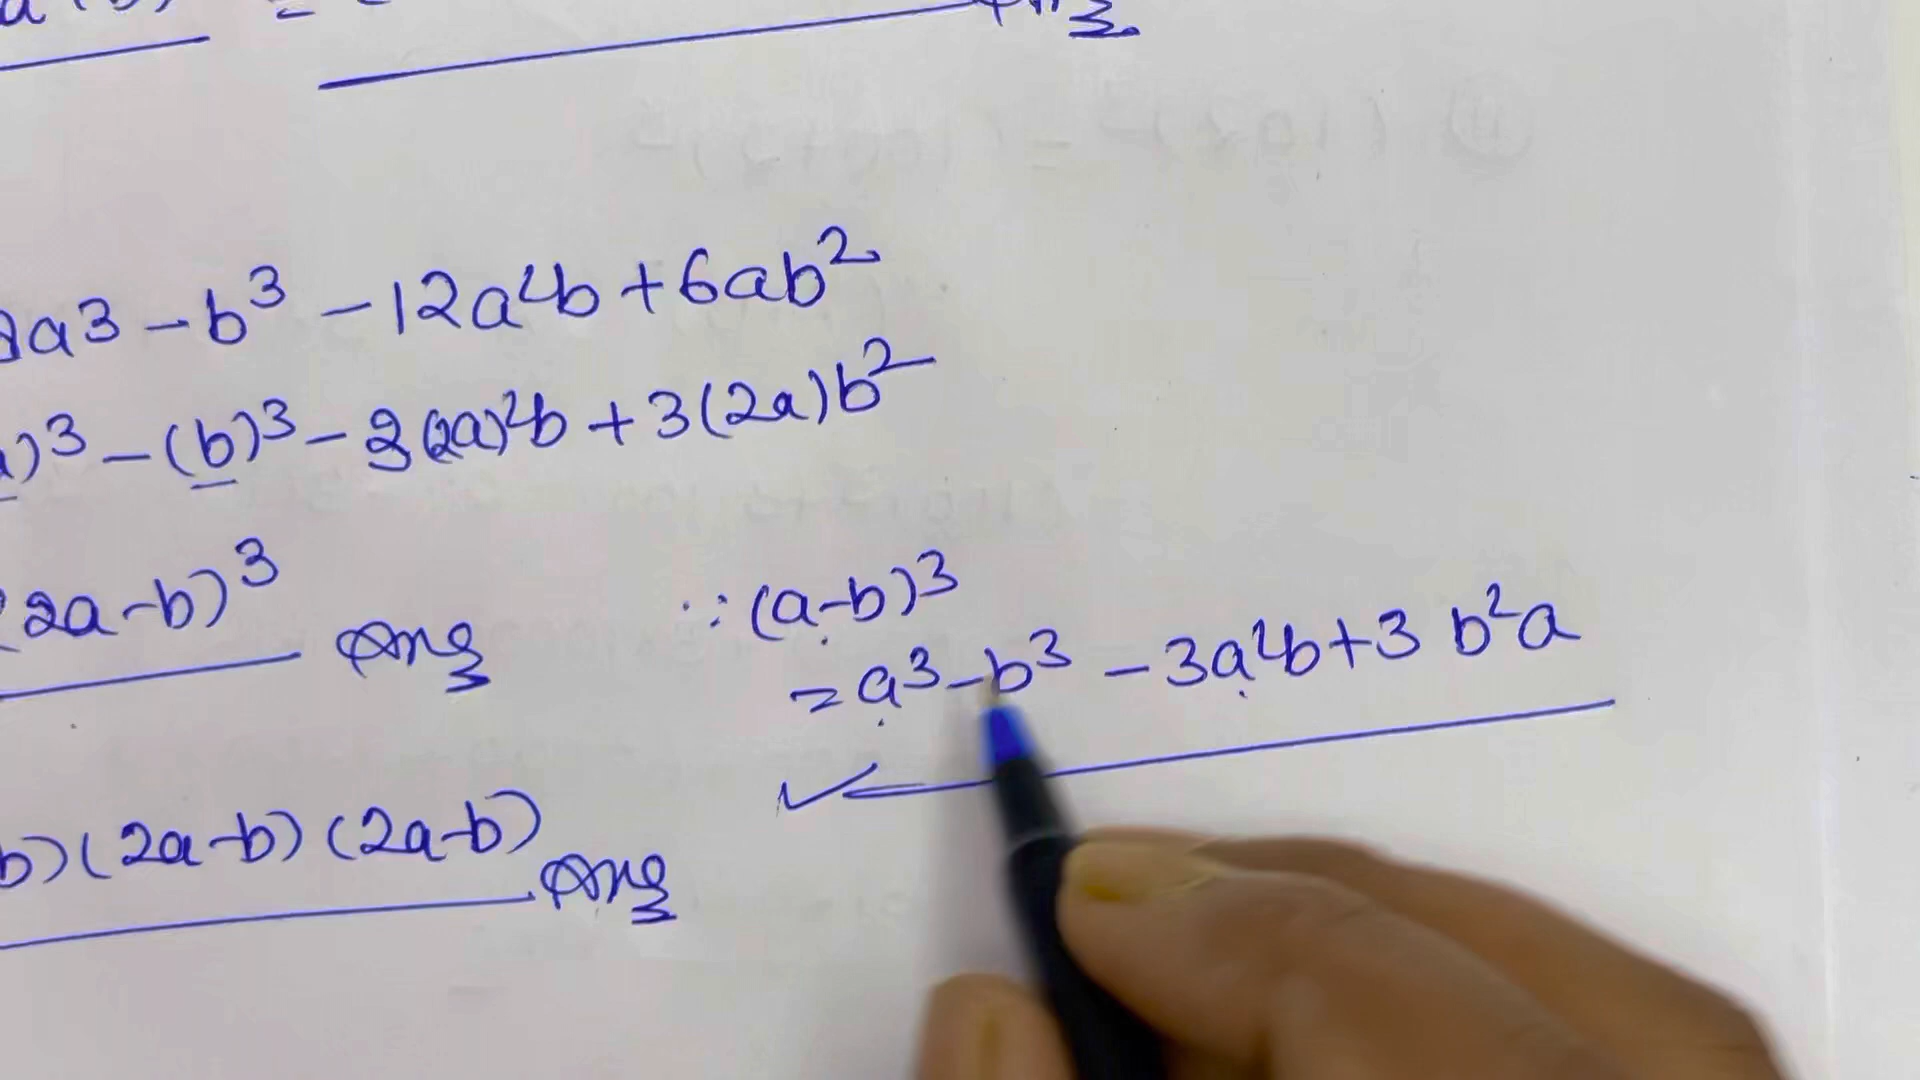 a³ - b³ - 12a²b + 6ab²
)³ - (b)³ - 3(2a)²b + 3(2a)b²
(2a-b)³ Ans
∵ (a-b)³
= a³ - b³ - 3a²b + 3 b²a
b)(2a-b)(2a-b) Ans